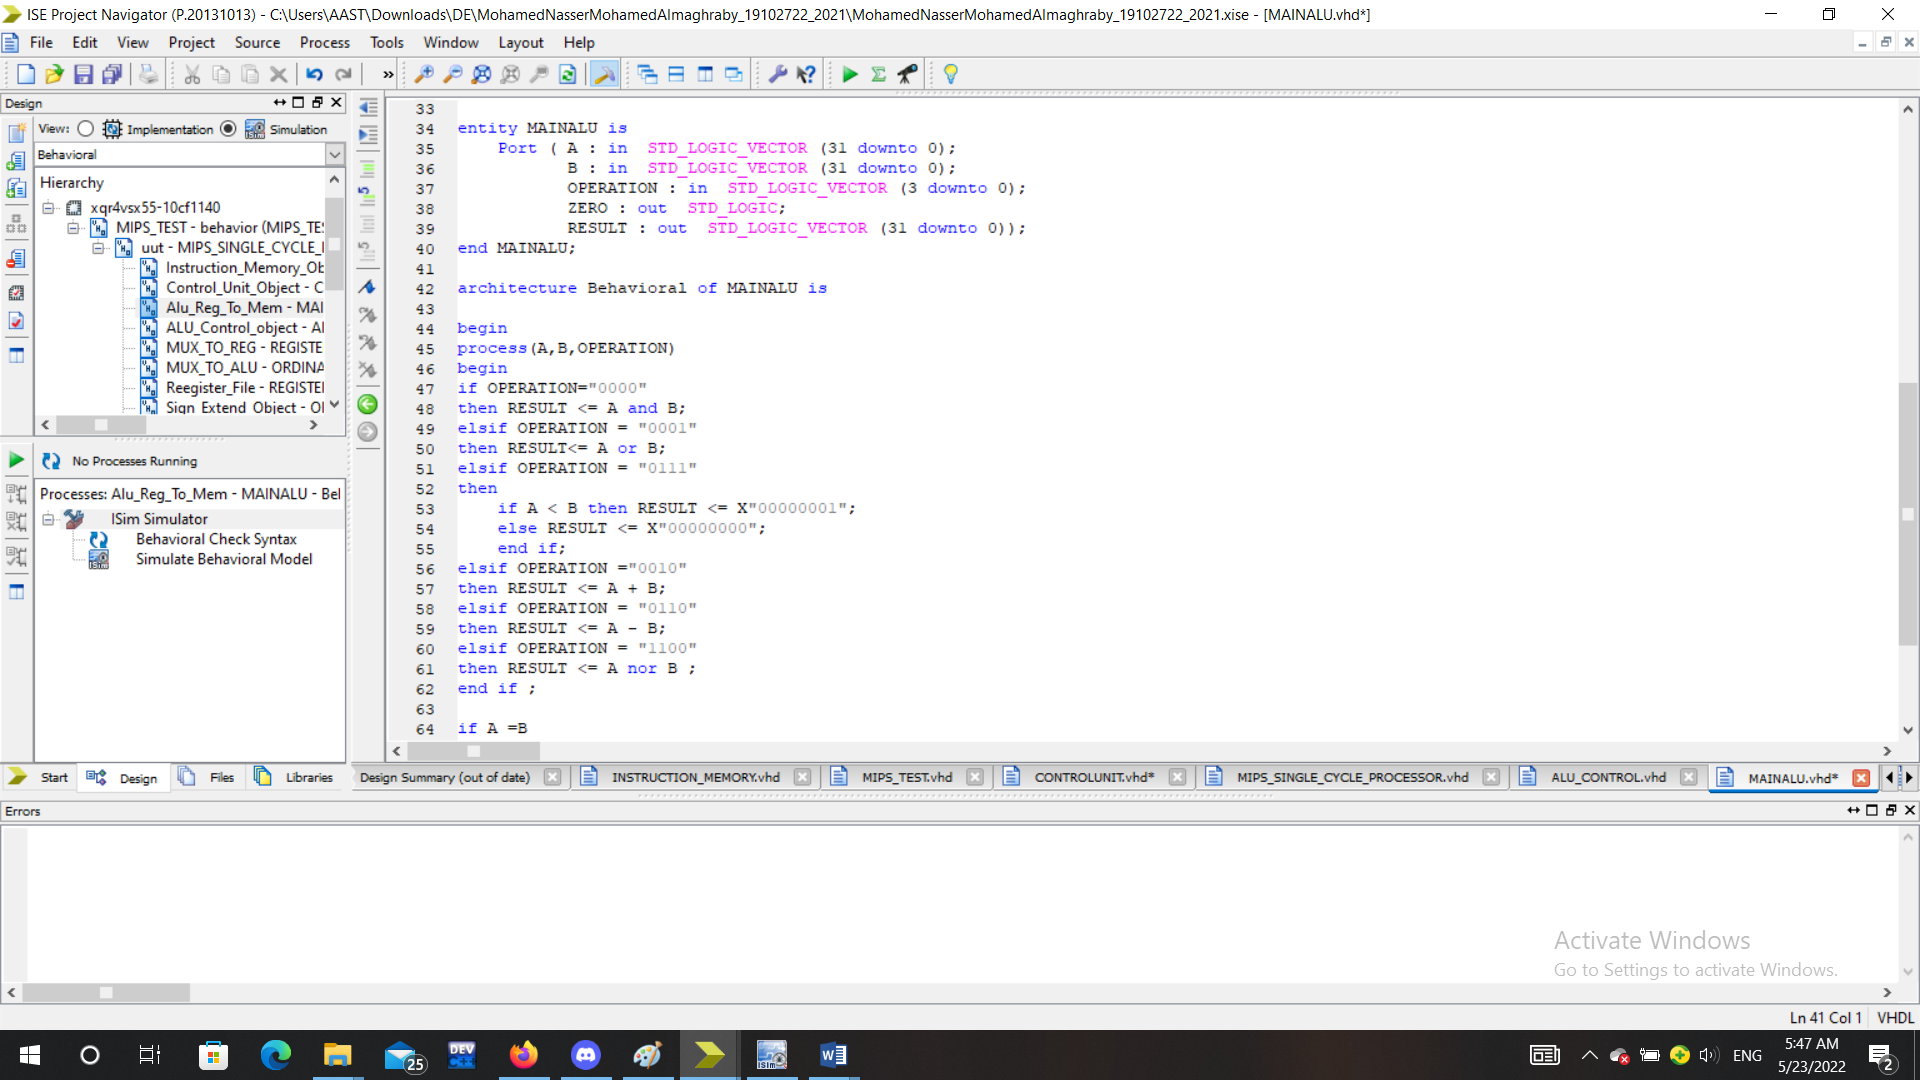 ISE Project Navigator (P.20131013) - C:\Users\AAST\Downloads\DE\MohamedNasserMohamedAlmaghraby_19102722_2021\MohamedNasserMohamedAlmaghraby_19102722_2021.xise - [MAINALU.vhd*]
File Edit View Project Source Process Tools Window Layout Help
Design
View: Implementation Simulation
Behavioral
Hierarchy
xqr4vsx55-10cf1140
MIPS_TEST - behavior (MIPS_TES
uut - MIPS_SINGLE_CYCLE_
Instruction_Memory_Ob
Control_Unit_Object - C
Alu_Reg_To_Mem - MAI
ALU_Control_object - Al
MUX_TO_REG - REGISTE
MUX_TO_ALU - ORDINA
Reegister_File - REGISTE
Sign_Extend_Object - O
No Processes Running
Processes: Alu_Reg_To_Mem - MAINALU - Bel
ISim Simulator
Behavioral Check Syntax
Simulate Behavioral Model
33
34 entity MAINALU is
35 Port ( A : in STD_LOGIC_VECTOR (31 downto 0);
36 B : in STD_LOGIC_VECTOR (31 downto 0);
37 OPERATION : in STD_LOGIC_VECTOR (3 downto 0);
38 ZERO : out STD_LOGIC;
39 RESULT : out STD_LOGIC_VECTOR (31 downto 0));
40 end MAINALU;
41
42 architecture Behavioral of MAINALU is
43
44 begin
45 process(A,B,OPERATION)
46 begin
47 if OPERATION="0000"
48 then RESULT <= A and B;
49 elsif OPERATION = "0001"
50 then RESULT<= A or B;
51 elsif OPERATION = "0111"
52 then
53 if A < B then RESULT <= X"00000001";
54 else RESULT <= X"00000000";
55 end if;
56 elsif OPERATION ="0010"
57 then RESULT <= A + B;
58 elsif OPERATION = "0110"
59 then RESULT <= A - B;
60 elsif OPERATION = "1100"
61 then RESULT <= A nor B ;
62 end if ;
63
64 if A =B
Start Design Files Libraries
Design Summary (out of date) INSTRUCTION_MEMORY.vhd MIPS_TEST.vhd CONTROLUNIT.vhd* MIPS_SINGLE_CYCLE_PROCESSOR.vhd ALU_CONTROL.vhd MAINALU.vhd*
Errors
Activate Windows
Go to Settings to activate Windows.
Ln 41 Col 1 VHDL
25
DEV
ISim
W
ENG
5:47 AM
5/23/2022
2